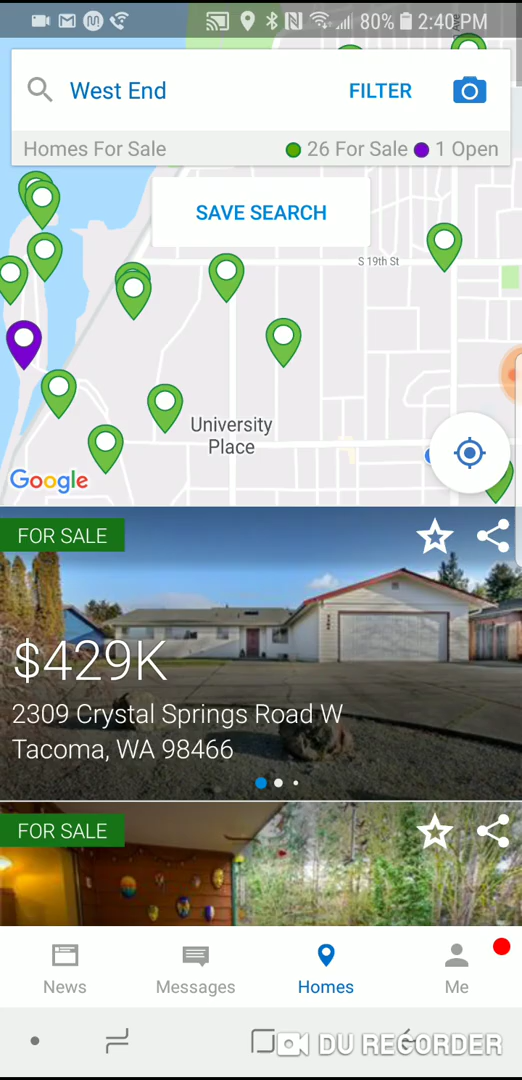 80% 2:40 PM
West End FILTER
Homes For Sale 26 For Sale 1 Open
SAVE SEARCH
S 19th St
University
Place
Google
FOR SALE
$429K
2309 Crystal Springs Road W
Tacoma, WA 98466
FOR SALE
News Messages Homes Me
DU RECORDER